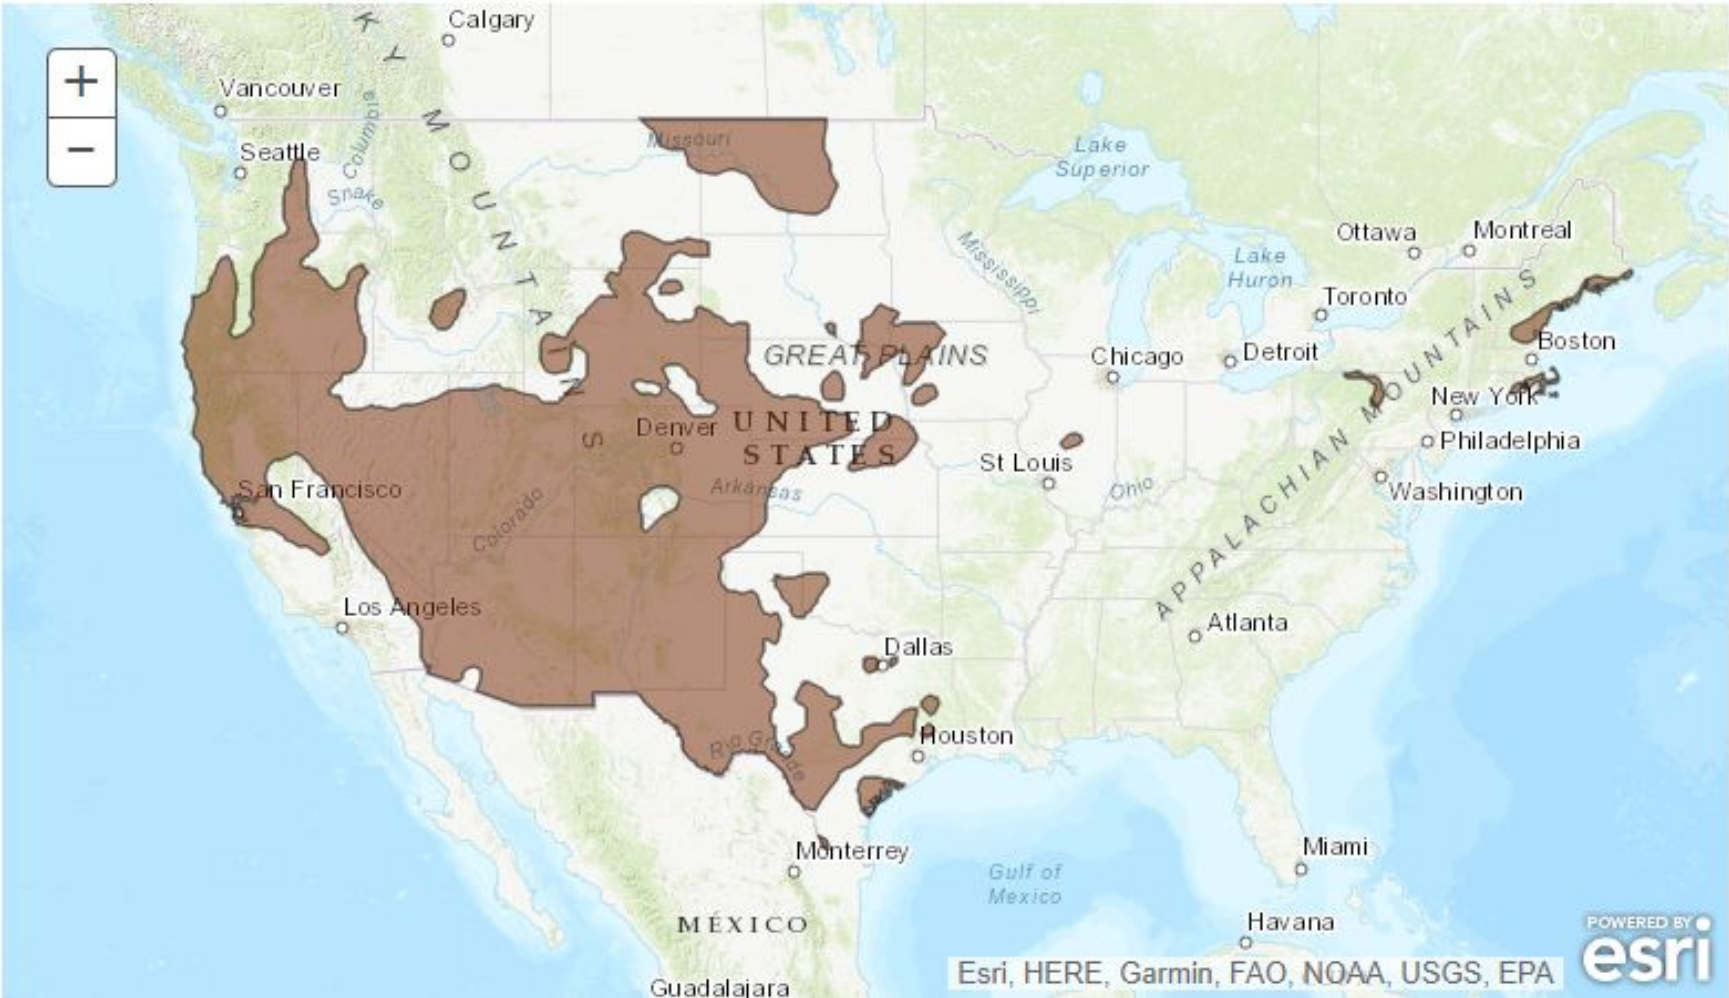 Calgary
+
Vancouver
−
Seattle
Columbia
Snake
K Y
M O U N T A I N S
Missouri
Lake
Superior
Mississippi
Ottawa
Montreal
Lake
Huron
Toronto
GREAT PLAINS
Chicago
Detroit
Boston
New York
Denver
UNITED
STATES
Philadelphia
St Louis
San Francisco
Arkansas
Ohio
Washington
Colorado
APPALACHIAN MOUNTAINS
Los Angeles
Atlanta
Dallas
Rio Grande
Houston
Monterrey
Miami
Gulf of
Mexico
MÉXICO
Havana
Guadalajara
Esri, HERE, Garmin, FAO, NOAA, USGS, EPA
POWERED BY
esri